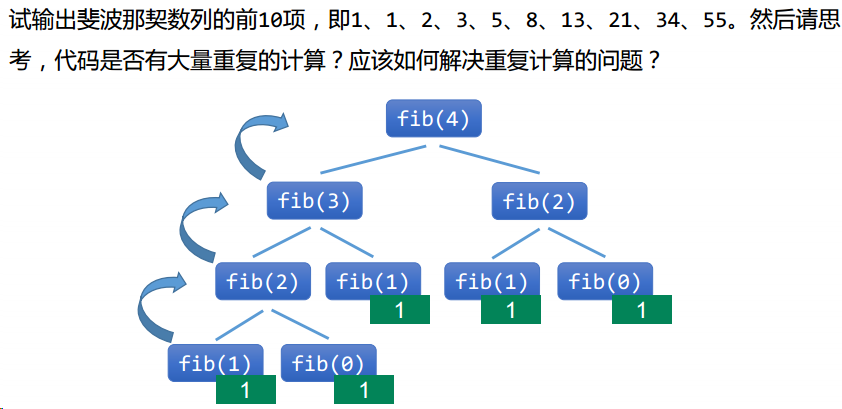 试输出斐波那契数列的前10项，即1、1、2、3、5、8、13、21、34、55。然后请思
考，代码是否有大量重复的计算？应该如何解决重复计算的问题？
fib(4)
fib(3)
fib(2)
fib(2)
fib(1)
fib(1)
fib(0)
1
1
1
fib(1)
fib(0)
1
1